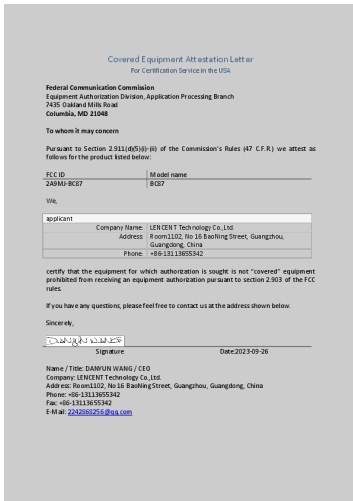 Covered Equipment Attestation Letter
For Certification Service in the USA
Federal Communication Commission
Equipment Authorization Division, Application Processing Branch
7435 Oakland Mills Road
Columbia, MD 21048
To whom it may concern
Pursuant to Section 2.911(d)(5)(i)-(ii) of the Commission's Rules (47 C.F.R.) we attest as
follows for the product listed below:
FCC ID Model name
2A9MJ-BC87 BC87
We,
applicant
Company Name: LENCENT Technology Co.,Ltd.
Address: Room1102, No 16 BaoNing Street, Guangzhou,
Guangdong, China
Phone: +86-13113655342
certify that the equipment for which authorization is sought is not "covered" equipment
prohibited from receiving an equipment authorization pursuant to section 2.903 of the FCC
rules.
If you have any questions, please feel free to contact us at the address shown below.
Sincerely,
Signature Date:2023-09-26
Name / Title: DANYUN WANG / CEO
Company: LENCENT Technology Co.,Ltd.
Address: Room1102, No 16 BaoNing Street, Guangzhou, Guangdong, China
Phone: +86-13113655342
Fax: +86-13113655342
E-Mail: 2242868256@qq.com